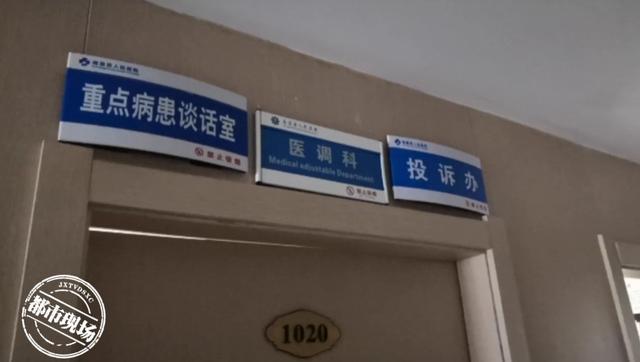 重点病患谈话室
禁止吸烟
医调科
Medical adjustable Department
禁止吸烟
投诉办
1020
JXTVDSXC
都市现场